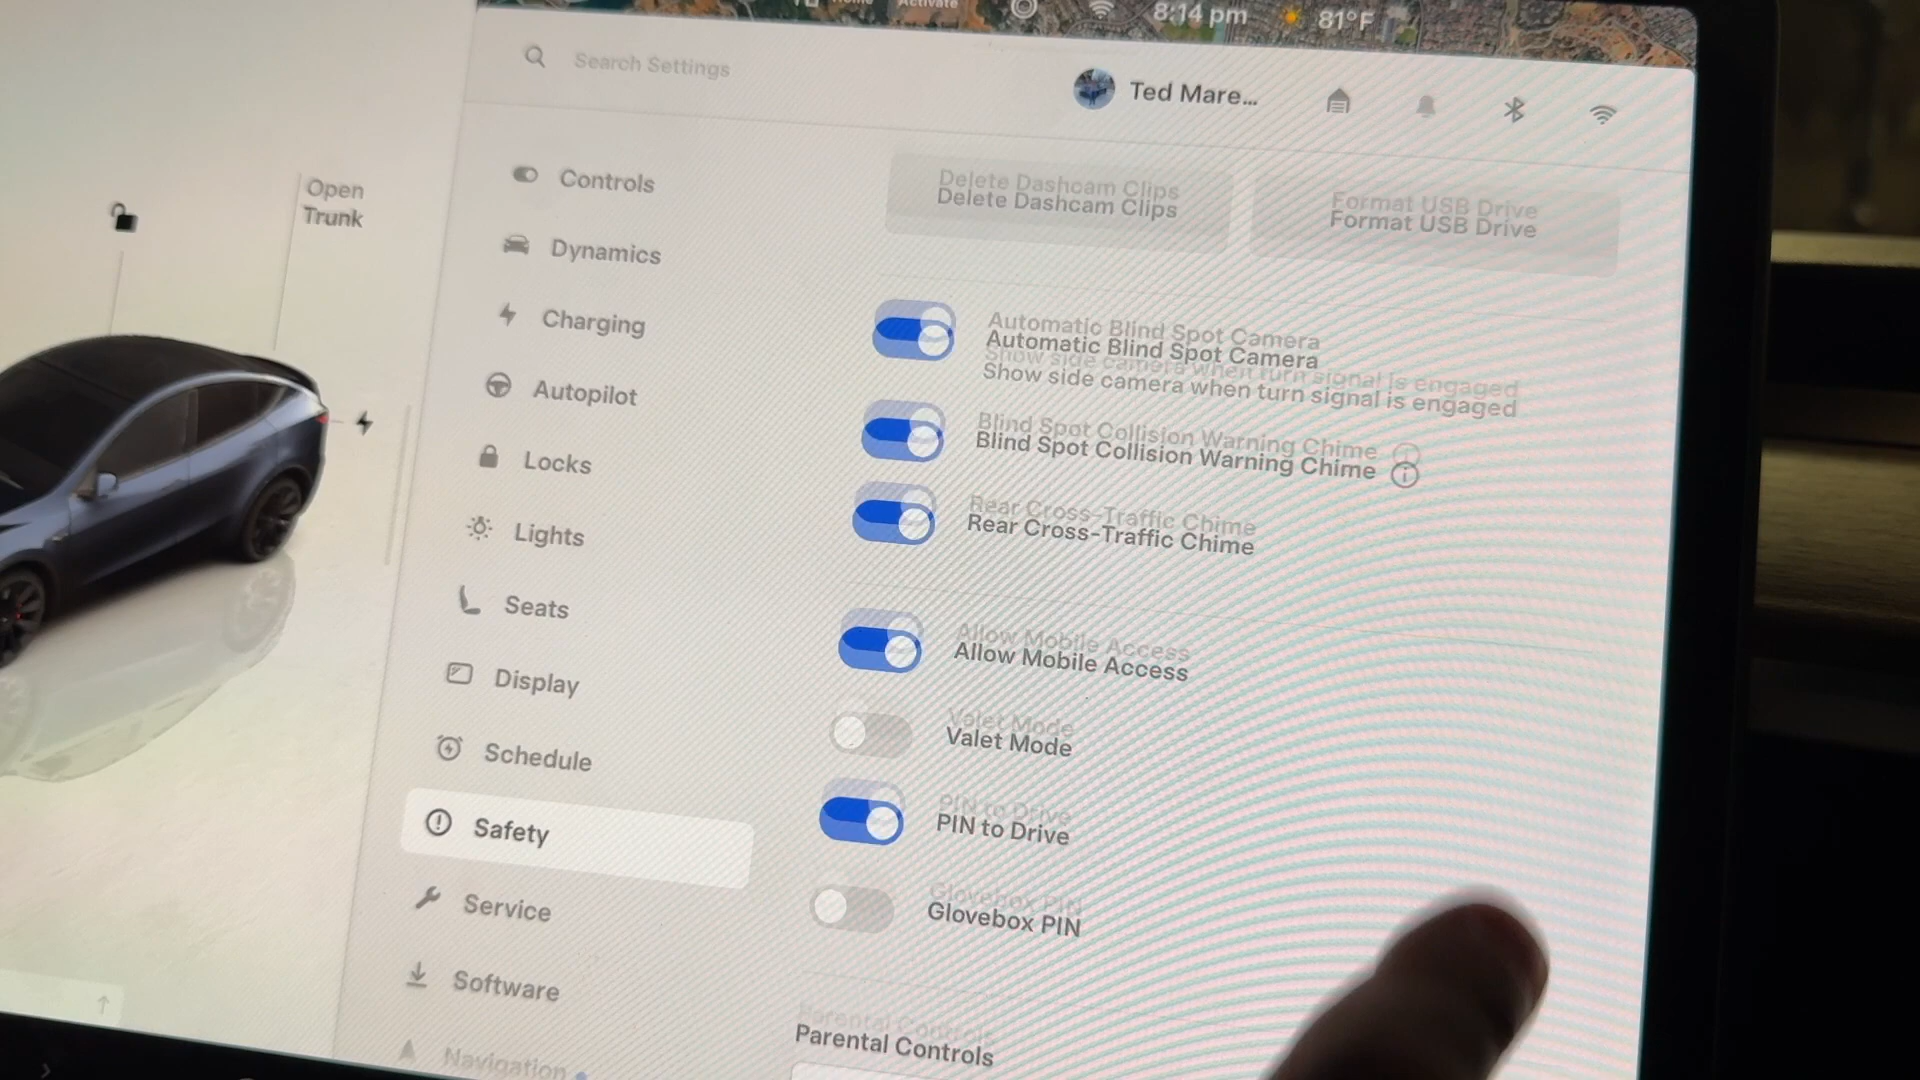 Activate
8:14 pm
81°F
Search Settings
Ted Mare...
Open
Trunk
Controls
Dynamics
Charging
Autopilot
Locks
Lights
Seats
Display
Schedule
Safety
Service
Software
Navigation
Delete Dashcam Clips
Format USB Drive
Automatic Blind Spot Camera
Show side camera when turn signal is engaged
Blind Spot Collision Warning Chime
Rear Cross-Traffic Chime
Allow Mobile Access
Valet Mode
PIN to Drive
Glovebox PIN
Parental Controls